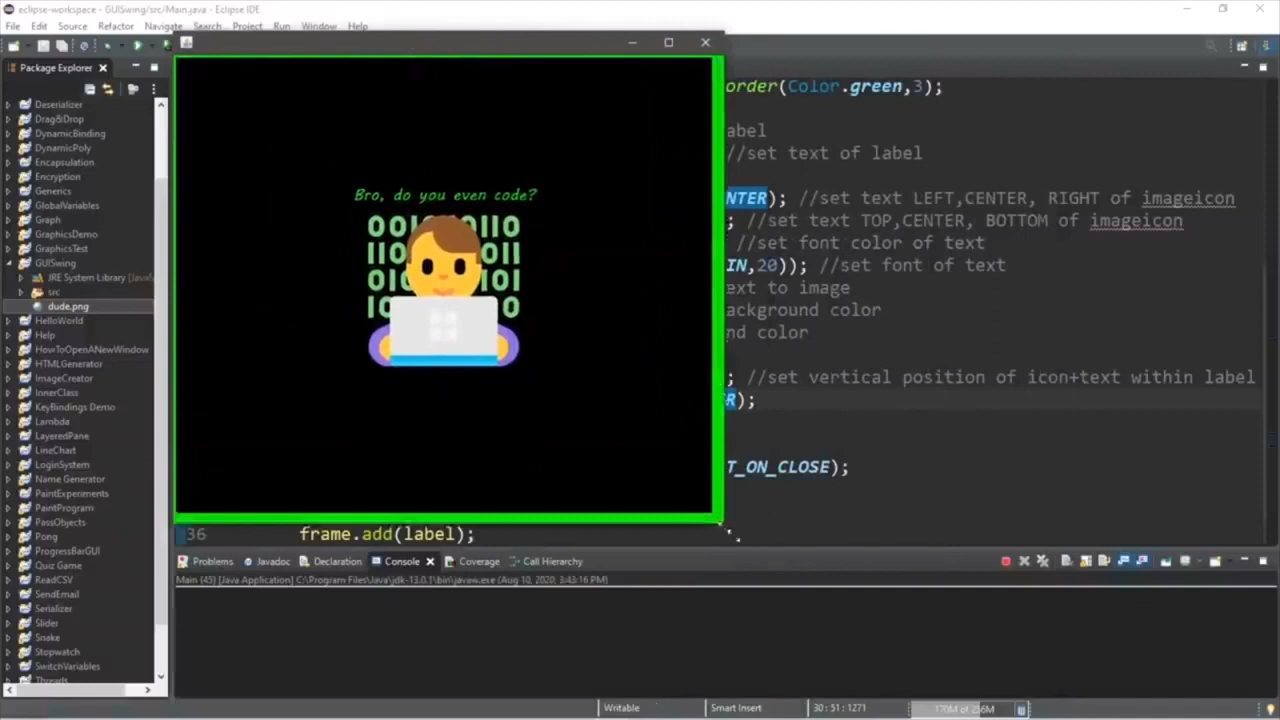 eclipse-workspace - GUISwing/src/Main.java - Eclipse IDE
File Edit Source Refactor Navigate Search Project Run Window Help
Package Explorer
Deserializer
Drag&Drop
DynamicBinding
DynamicPoly
Encapsulation
Encryption
Generics
GlobalVariables
Graph
GraphicsDemo
GraphicsTest
GUISwing
JRE System Library [JavaS
src
dude.png
HelloWorld
Help
HowToOpenANewWindow
HTMLGenerator
ImageCreator
InnerClass
KeyBindings Demo
Lambda
LayeredPane
LineChart
LoginSystem
Name Generator
PaintExperiments
PaintProgram
PassObjects
Pong
ProgressBarGUI
Quiz Game
ReadCSV
SendEmail
Serializer
Slider
Snake
Stopwatch
SwitchVariables
Threads
Bro, do you even code?
order(Color.green,3);
abel
//set text of label
NTER); //set text LEFT,CENTER, RIGHT of imageicon
; //set text TOP,CENTER, BOTTOM of imageicon
//set font color of text
IN,20)); //set font of text
ext to image
ackground color
nd color
; //set vertical position of icon+text within label
R);
T_ON_CLOSE);
36 frame.add(label);
Problems Javadoc Declaration Console Coverage Call Hierarchy
Main (45) [Java Application] C:\Program Files\Java\jdk-13.0.1\bin\javaw.exe (Aug 10, 2020, 3:43:16 PM)
Writable Smart Insert 30 : 51 : 1271 170M of 256M